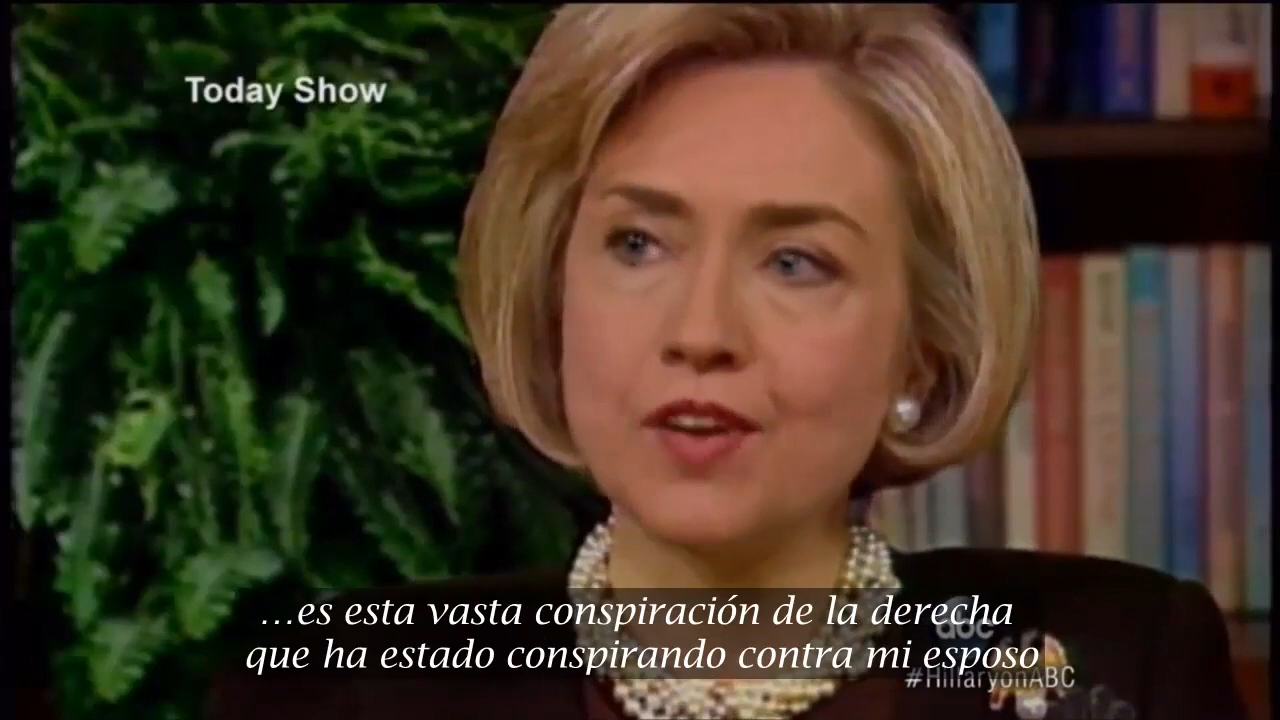 Today Show
…es esta vasta conspiración de la derecha
que ha estado conspirando contra mi esposo
abc
#HillaryonABC